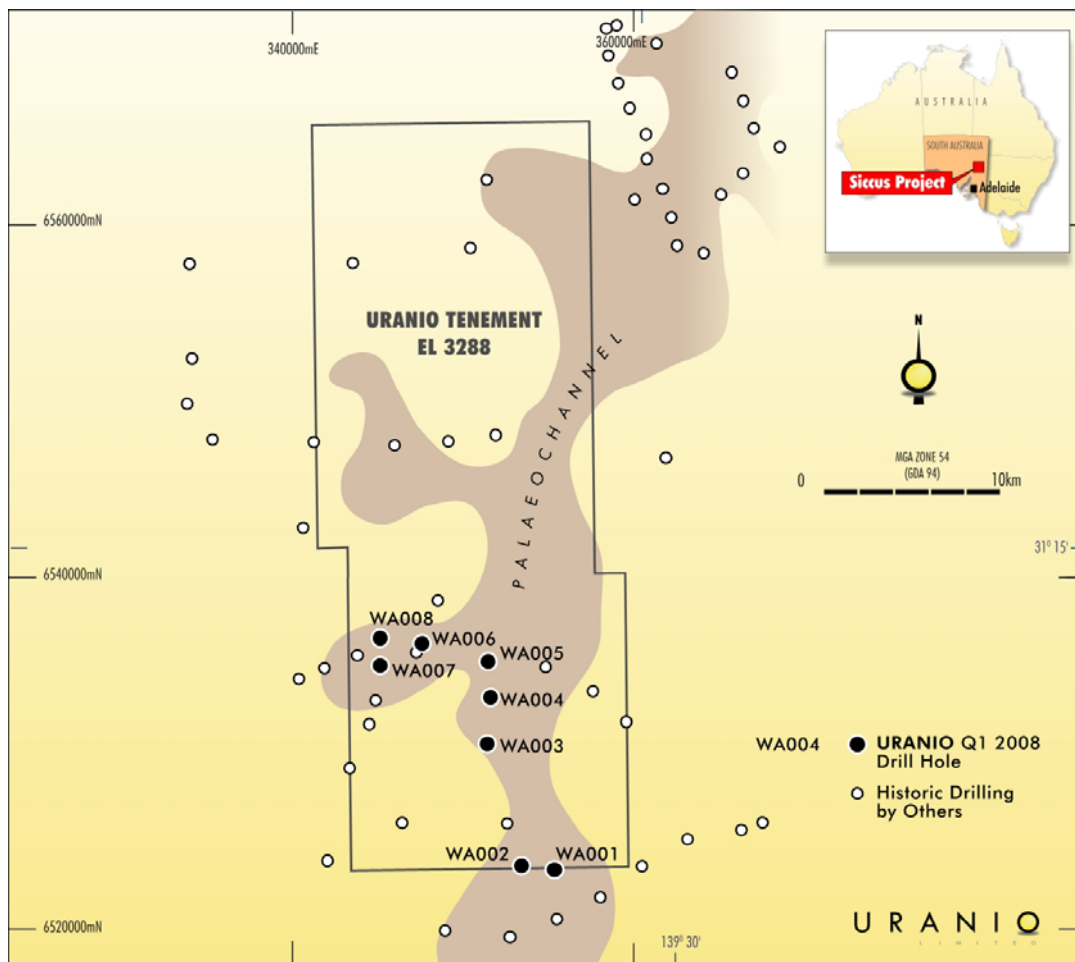 340000mE
360000mE
AUSTRALIA
SOUTH AUSTRALIA
Siccus Project
Adelaide
6560000mN
URANIO TENEMENT
EL 3288
PALAEOCHANNEL
N
MGA ZONE 54
(GDA 94)
0 10km
31° 15'
6540000mN
WA008
WA006
WA007
WA005
WA004
WA003
WA004 URANIO Q1 2008
Drill Hole
Historic Drilling
by Others
WA002 WA001
6520000mN
139° 30'
URANIO
LIMITED